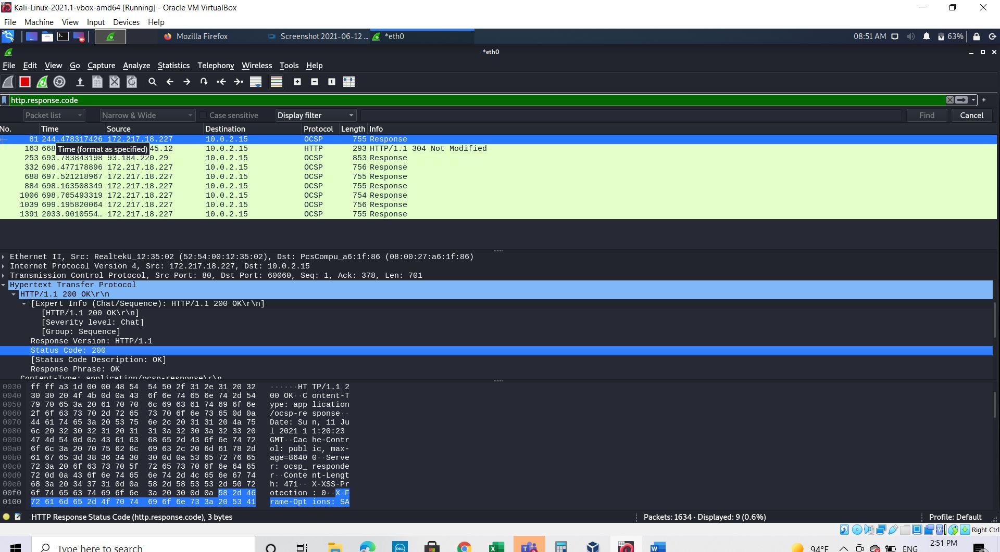 Kali-Linux-2021.1-vbox-amd64 [Running] - Oracle VM VirtualBox
File Machine View Input Devices Help
Mozilla Firefox Screenshot 2021-06-12 ... *eth0 08:51 AM 63%
*eth0
File Edit View Go Capture Analyze Statistics Telephony Wireless Tools Help
http.response.code
Packet list Narrow & Wide Case sensitive Display filter Find Cancel
No. Time Source Destination Protocol Length Info
81 244.478317426 172.217.18.227 10.0.2.15 OCSP 755 Response
163 668 45.12 10.0.2.15 HTTP 293 HTTP/1.1 304 Not Modified
Time (format as specified)
253 693.783843198 93.184.220.29 10.0.2.15 OCSP 853 Response
332 696.477178896 172.217.18.227 10.0.2.15 OCSP 756 Response
688 697.521218967 172.217.18.227 10.0.2.15 OCSP 755 Response
884 698.163508349 172.217.18.227 10.0.2.15 OCSP 755 Response
1006 698.765493319 172.217.18.227 10.0.2.15 OCSP 754 Response
1039 699.195820064 172.217.18.227 10.0.2.15 OCSP 756 Response
1391 2033.9010554… 172.217.18.227 10.0.2.15 OCSP 755 Response
Ethernet II, Src: RealtekU_12:35:02 (52:54:00:12:35:02), Dst: PcsCompu_a6:1f:86 (08:00:27:a6:1f:86)
Internet Protocol Version 4, Src: 172.217.18.227, Dst: 10.0.2.15
Transmission Control Protocol, Src Port: 80, Dst Port: 60060, Seq: 1, Ack: 378, Len: 701
Hypertext Transfer Protocol
HTTP/1.1 200 OK\r\n
[Expert Info (Chat/Sequence): HTTP/1.1 200 OK\r\n]
[HTTP/1.1 200 OK\r\n]
[Severity level: Chat]
[Group: Sequence]
Response Version: HTTP/1.1
Status Code: 200
[Status Code Description: OK]
Response Phrase: OK
Content-Type: application/ocsp-response\r\n
0030 ff ff a3 1d 00 00 48 54 54 50 2f 31 2e 31 20 32 ······HT TP/1.1 2
0040 30 30 20 4f 4b 0d 0a 43 6f 6e 74 65 6e 74 2d 54 00 OK··C ontent-T
0050 79 70 65 3a 20 61 70 70 6c 69 63 61 74 69 6f 6e ype: app lication
0060 2f 6f 63 73 70 2d 72 65 73 70 6f 6e 73 65 0d 0a /ocsp-re sponse··
0070 44 61 74 65 3a 20 53 75 6e 2c 20 31 31 20 4a 75 Date: Su n, 11 Ju
0080 6c 20 32 30 32 31 20 31 31 3a 32 30 3a 32 33 20 l 2021 1 1:20:23
0090 47 4d 54 0d 0a 43 61 63 68 65 2d 43 6f 6e 74 72 GMT··Cac he-Contr
00a0 6f 6c 3a 20 70 75 62 6c 69 63 2c 20 6d 61 78 2d ol: publ ic, max-
00b0 61 67 65 3d 38 36 34 30 30 0d 0a 53 65 72 76 65 age=8640 0··Serve
00c0 72 3a 20 6f 63 73 70 5f 72 65 73 70 6f 6e 64 65 r: ocsp_ responde
00d0 72 0d 0a 43 6f 6e 74 65 6e 74 2d 4c 65 6e 67 74 r··Conte nt-Lengt
00e0 68 3a 20 34 37 31 0d 0a 58 2d 58 53 53 2d 50 72 h: 471·· X-XSS-Pr
00f0 6f 74 65 63 74 69 6f 6e 3a 20 30 0d 0a 58 2d 46 otection : 0··X-F
0100 72 61 6d 65 2d 4f 70 74 69 6f 6e 73 3a 20 53 41 rame-Opt ions: SA
HTTP Response Status Code (http.response.code), 3 bytes Packets: 1634 · Displayed: 9 (0.6%) Profile: Default
Right Ctrl
Type here to search 94°F ENG 2:51 PM